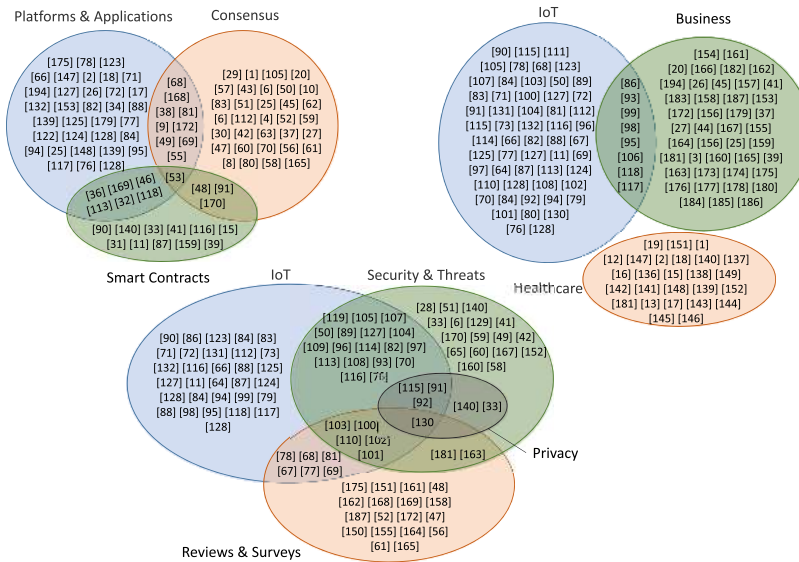 Platforms & Applications
Consensus
[175] [78] [123]
[66] [147] [2] [18] [71]
[194] [127] [26] [72] [17]
[132] [153] [82] [34] [88]
[139] [125] [179] [77]
[122] [124] [128] [84]
[94] [25] [148] [139] [95]
[117] [76] [128]
[68]
[168]
[38] [81]
[9] [172]
[49] [69]
[55]
[29] [1] [105] [20]
[57] [43] [6] [50] [10]
[83] [51] [25] [45] [62]
[6] [112] [4] [52] [59]
[30] [42] [63] [37] [27]
[47] [60] [70] [56] [61]
[8] [80] [58] [165]
[53]
[36] [169] [46]
[113] [32] [118]
[48] [91]
[170]
[90] [140] [33] [41] [116] [15]
[31] [11] [87] [159] [39]
Smart Contracts
IoT
Business
[90] [115] [111]
[105] [78] [68] [123]
[107] [84] [103] [50] [89]
[83] [71] [100] [127] [72]
[91] [131] [104] [81] [112]
[115] [73] [132] [116] [96]
[114] [66] [82] [88] [67]
[125] [77] [127] [11] [69]
[97] [64] [87] [113] [124]
[110] [128] [108] [102]
[70] [84] [92] [94] [79]
[101] [80] [130]
[76] [128]
[86]
[93]
[99]
[98]
[95]
[106]
[118]
[117]
[154] [161]
[20] [166] [182] [162]
[194] [26] [45] [157] [41]
[183] [158] [187] [153]
[172] [156] [179] [37]
[27] [44] [167] [155]
[164] [156] [25] [159]
[181] [3] [160] [165] [39]
[163] [173] [174] [175]
[176] [177] [178] [180]
[184] [185] [186]
Healthcare
[19] [151] [1]
[12] [147] [2] [18] [140] [137]
[16] [136] [15] [138] [149]
[142] [141] [148] [139] [152]
[181] [13] [17] [143] [144]
[145] [146]
IoT
Security & Threats
[90] [86] [123] [84] [83]
[71] [72] [131] [112] [73]
[132] [116] [66] [88] [125]
[127] [11] [64] [87] [124]
[128] [84] [94] [99] [79]
[88] [98] [95] [118] [117]
[128]
[119] [105] [107]
[50] [89] [127] [104]
[109] [96] [114] [82] [97]
[113] [108] [93] [70]
[116] [76]
[28] [51] [140]
[33] [6] [129] [41]
[170] [59] [49] [42]
[65] [60] [167] [152]
[160] [58]
[115] [91]
[92]
[140] [33]
[130]
[103] [100]
[110] [102]
[101]
[78] [68] [81]
[67] [77] [69]
[181] [163]
Privacy
[175] [151] [161] [48]
[162] [168] [169] [158]
[187] [52] [172] [47]
[150] [155] [164] [56]
[61] [165]
Reviews & Surveys